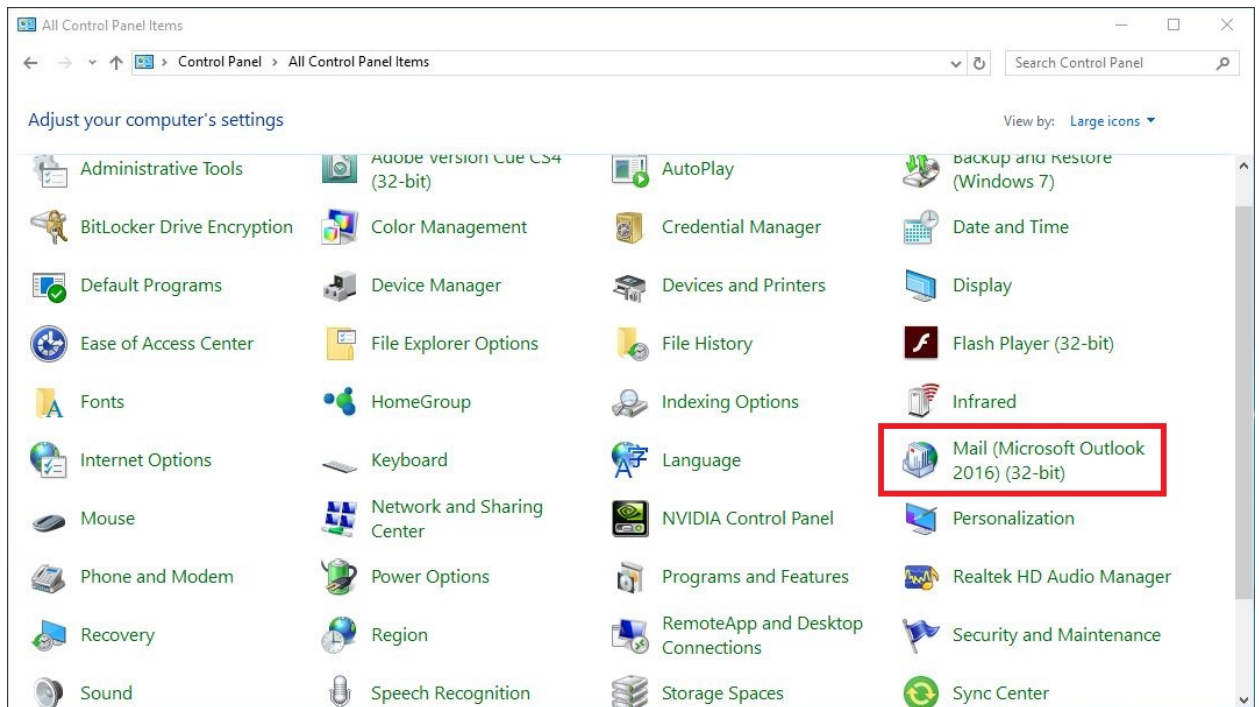 All Control Panel Items
Control Panel > All Control Panel Items
Search Control Panel
Adjust your computer's settings
View by: Large icons
Administrative Tools
Adobe Version Cue CS4
(32-bit)
AutoPlay
Backup and Restore
(Windows 7)
BitLocker Drive Encryption
Color Management
Credential Manager
Date and Time
Default Programs
Device Manager
Devices and Printers
Display
Ease of Access Center
File Explorer Options
File History
Flash Player (32-bit)
Fonts
HomeGroup
Indexing Options
Infrared
Internet Options
Keyboard
Language
Mail (Microsoft Outlook
2016) (32-bit)
Mouse
Network and Sharing
Center
NVIDIA Control Panel
Personalization
Phone and Modem
Power Options
Programs and Features
Realtek HD Audio Manager
Recovery
Region
RemoteApp and Desktop
Connections
Security and Maintenance
Sound
Speech Recognition
Storage Spaces
Sync Center